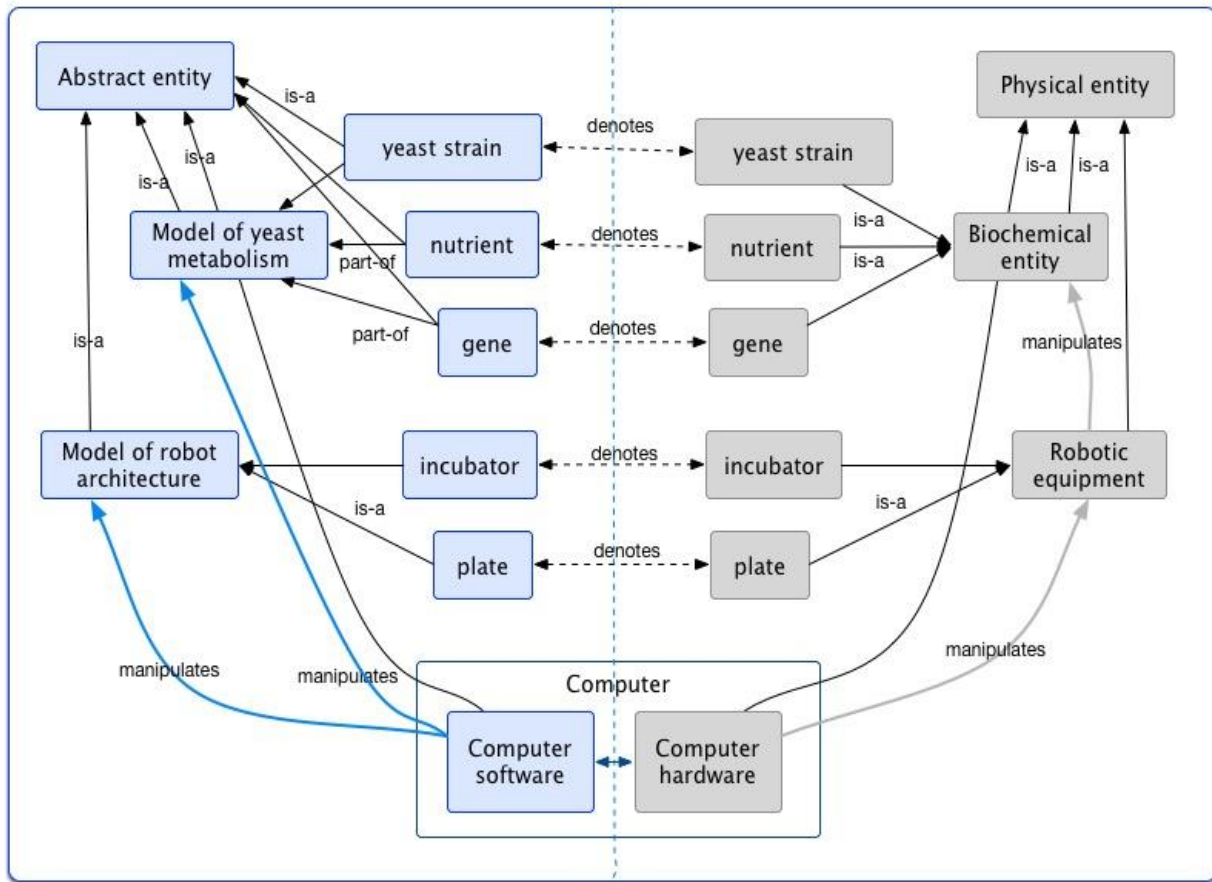 Abstract entity
Physical entity
is-a
yeast strain
denotes
yeast strain
is-a
is-a
is-a
is-a
Model of yeast
metabolism
nutrient
denotes
nutrient
is-a
Biochemical
entity
part-of
is-a
part-of
gene
denotes
gene
is-a
manipulates
Model of robot
architecture
incubator
denotes
incubator
Robotic
equipment
is-a
is-a
plate
denotes
plate
manipulates
manipulates
manipulates
Computer
Computer
software
Computer
hardware